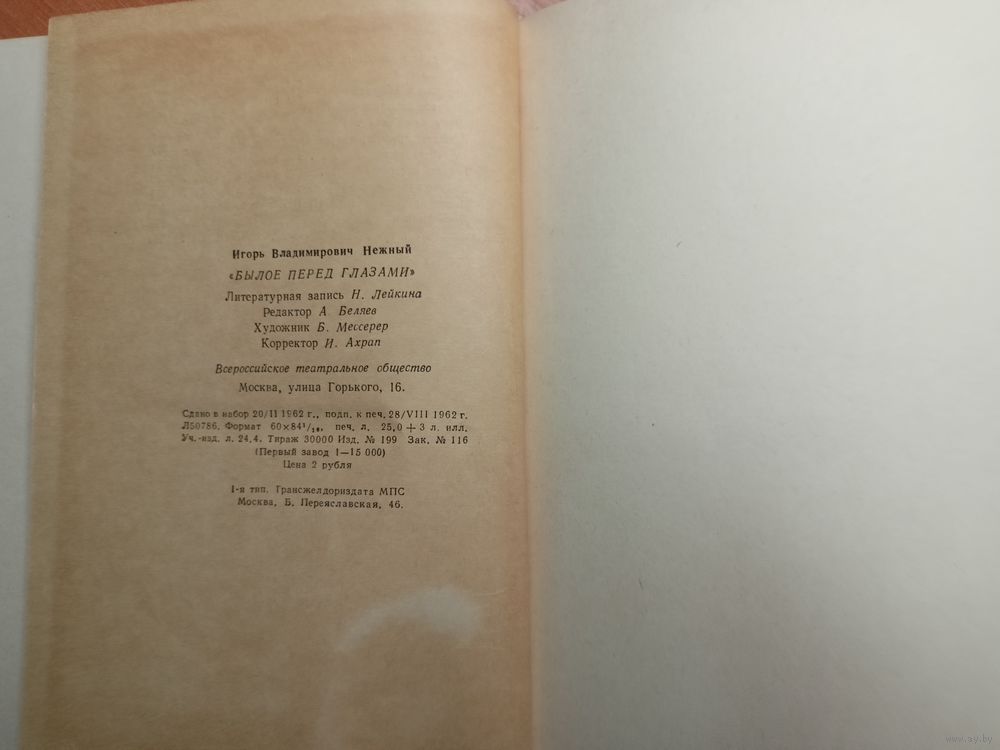 Игорь Владимирович Нежный
«БЫЛОЕ ПЕРЕД ГЛАЗАМИ»
Литературная запись Н. Лейкина
Редактор А Беляев
Художник Б. Мессерер
Корректор И. Ахрап
Всероссийское театральное общество
Москва, улица Горького, 16.
Сдано в набор 20/II 1962 г., подп. к печ. 28/VIII 1962 г.
Л50786. Формат 60×84¹/₁₆, печ. л. 25,0 + 3 л. илл.
Уч.-изд. л. 24.4. Тираж 30000 Изд. № 199 Зак. № 116
(Первый завод 1—15 000)
Цена 2 рубля
1-я тип. Трансжелдориздата МПС
Москва, Б. Переяславская, 46.
www.ay.by